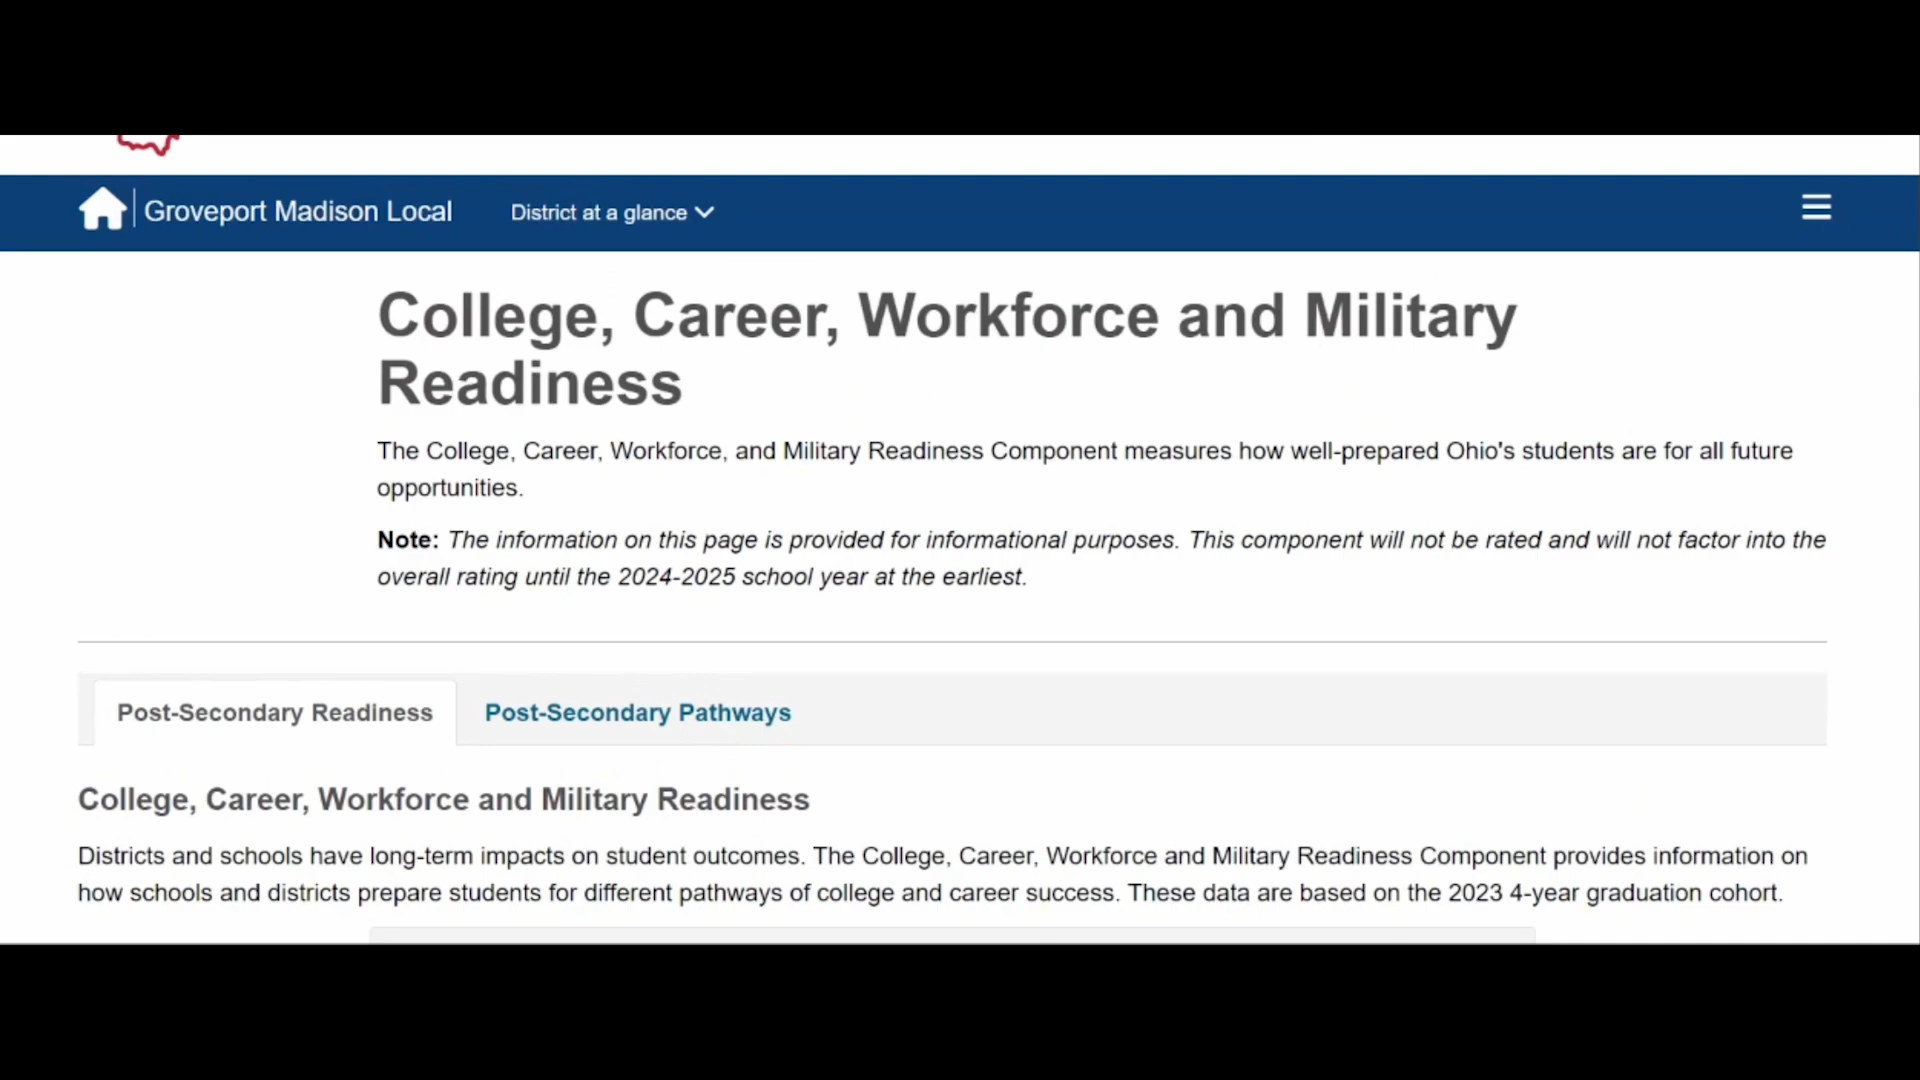 Groveport Madison Local
District at a glance
College, Career, Workforce and Military
Readiness
The College, Career, Workforce, and Military Readiness Component measures how well-prepared Ohio's students are for all future
opportunities.
Note: The information on this page is provided for informational purposes. This component will not be rated and will not factor into the
overall rating until the 2024-2025 school year at the earliest.
Post-Secondary Readiness
Post-Secondary Pathways
College, Career, Workforce and Military Readiness
Districts and schools have long-term impacts on student outcomes. The College, Career, Workforce and Military Readiness Component provides information on
how schools and districts prepare students for different pathways of college and career success. These data are based on the 2023 4-year graduation cohort.